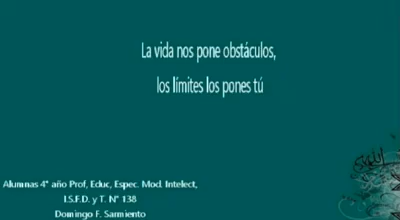 La vida nos pone obstáculos,
los límites los pones tú
Alumnas 4° año Prof, Educ, Espec. Mod. Intelect,
I.S.F.D. y T. N° 138
Domingo F. Sarmiento